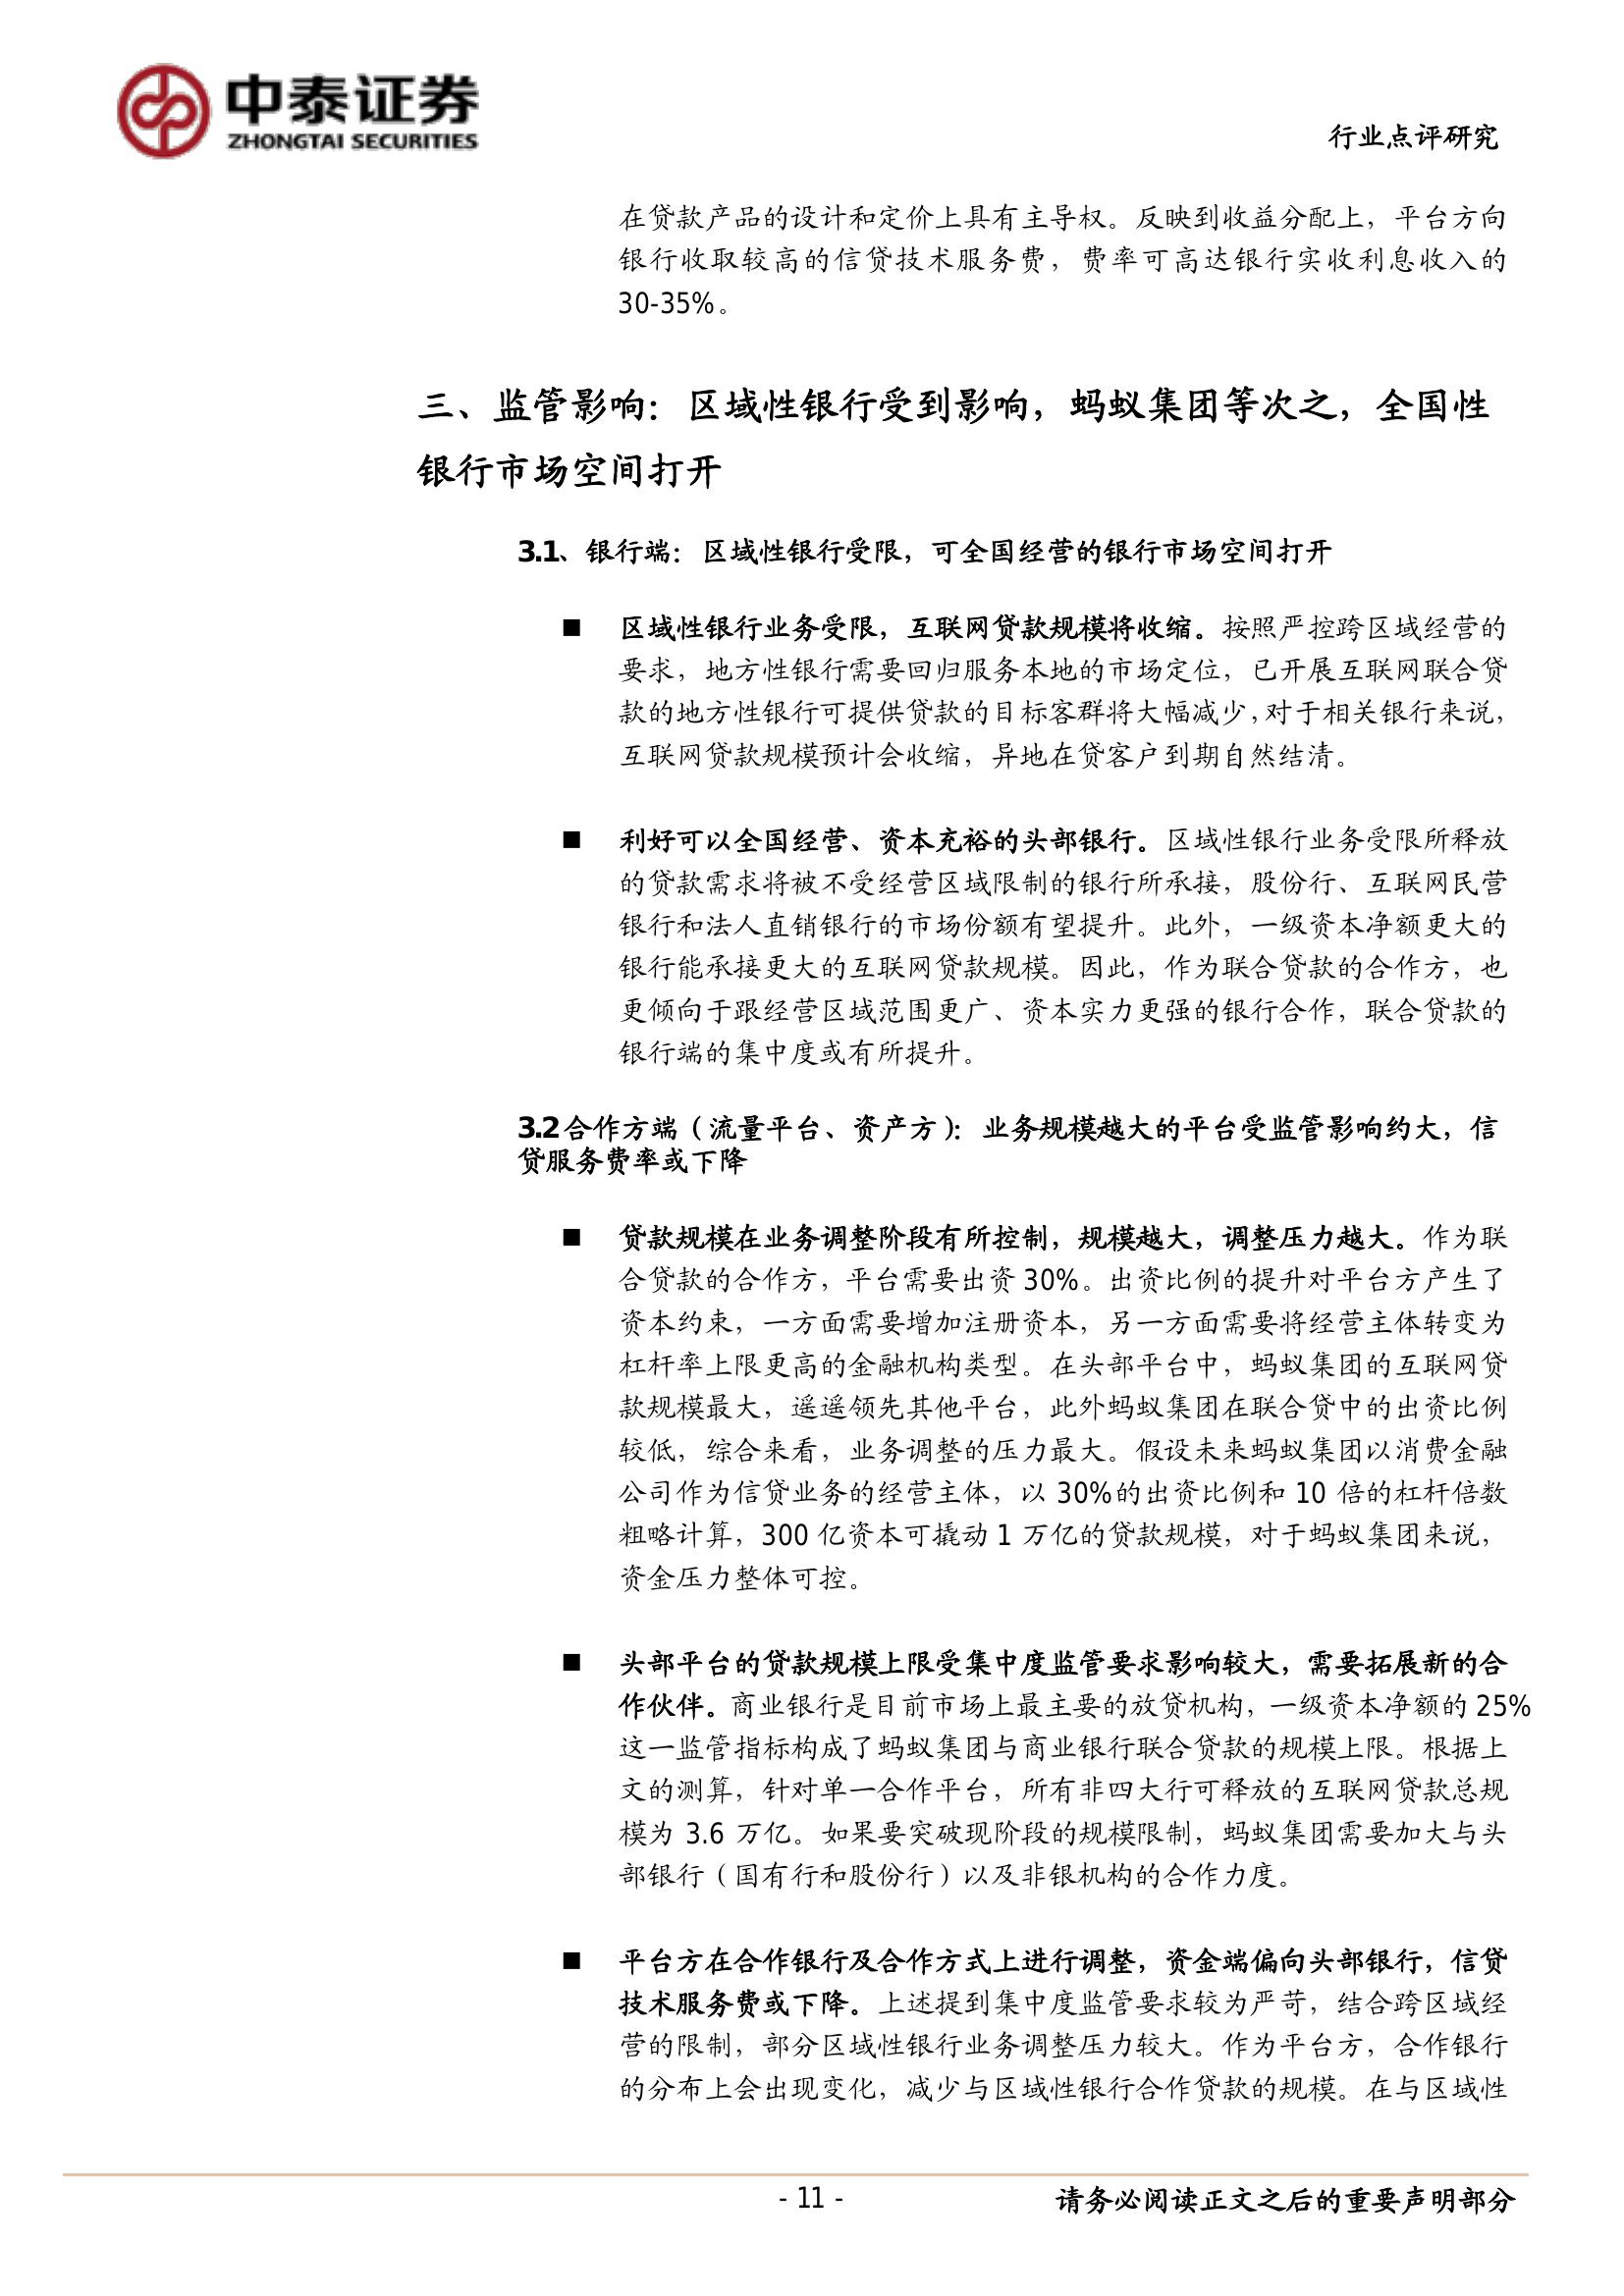 中泰证券
ZHONGTAI SECURITIES
行业点评研究
在贷款产品的设计和定价上具有主导权。反映到收益分配上，平台方向
银行收取较高的信贷技术服务费，费率可高达银行实收利息收入的
30-35%。
三、监管影响：区域性银行受到影响，蚂蚁集团等次之，全国性
银行市场空间打开
3.1、银行端：区域性银行受限，可全国经营的银行市场空间打开
■ 区域性银行业务受限，互联网贷款规模将收缩。按照严控跨区域经营的
要求，地方性银行需要回归服务本地的市场定位，已开展互联网联合贷
款的地方性银行可提供贷款的目标客群将大幅减少，对于相关银行来说，
互联网贷款规模预计会收缩，异地在贷客户到期自然结清。
■ 利好可以全国经营、资本充裕的头部银行。区域性银行业务受限所释放
的贷款需求将被不受经营区域限制的银行所承接，股份行、互联网民营
银行和法人直销银行的市场份额有望提升。此外，一级资本净额更大的
银行能承接更大的互联网贷款规模。因此，作为联合贷款的合作方，也
更倾向于跟经营区域范围更广、资本实力更强的银行合作，联合贷款的
银行端的集中度或有所提升。
3.2 合作方端（流量平台、资产方）：业务规模越大的平台受监管影响约大，信
贷服务费率或下降
■ 贷款规模在业务调整阶段有所控制，规模越大，调整压力越大。作为联
合贷款的合作方，平台需要出资 30%。出资比例的提升对平台方产生了
资本约束，一方面需要增加注册资本，另一方面需要将经营主体转变为
杠杆率上限更高的金融机构类型。在头部平台中，蚂蚁集团的互联网贷
款规模最大，遥遥领先其他平台，此外蚂蚁集团在联合贷中的出资比例
较低，综合来看，业务调整的压力最大。假设未来蚂蚁集团以消费金融
公司作为信贷业务的经营主体，以 30%的出资比例和 10 倍的杠杆倍数
粗略计算，300 亿资本可撬动 1 万亿的贷款规模，对于蚂蚁集团来说，
资金压力整体可控。
■ 头部平台的贷款规模上限受集中度监管要求影响较大，需要拓展新的合
作伙伴。商业银行是目前市场上最主要的放贷机构，一级资本净额的 25%
这一监管指标构成了蚂蚁集团与商业银行联合贷款的规模上限。根据上
文的测算，针对单一合作平台，所有非四大行可释放的互联网贷款总规
模为 3.6 万亿。如果要突破现阶段的规模限制，蚂蚁集团需要加大与头
部银行（国有行和股份行）以及非银机构的合作力度。
■ 平台方在合作银行及合作方式上进行调整，资金端偏向头部银行，信贷
技术服务费或下降。上述提到集中度监管要求较为严苛，结合跨区域经
营的限制，部分区域性银行业务调整压力较大。作为平台方，合作银行
的分布上会出现变化，减少与区域性银行合作贷款的规模。在与区域性
- 11 -
请务必阅读正文之后的重要声明部分